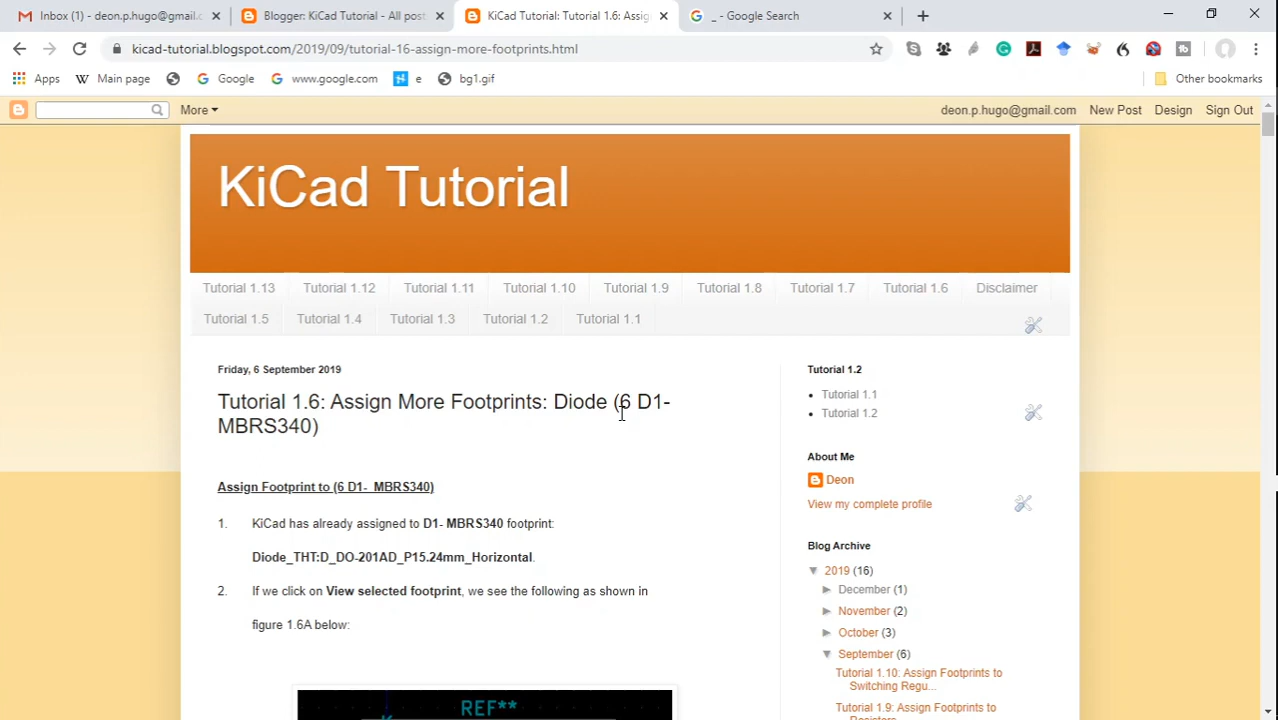 Inbox (1) - deon.p.hugo@gmail.c
Blogger: KiCad Tutorial - All post
KiCad Tutorial: Tutorial 1.6: Assig
_ - Google Search
kicad-tutorial.blogspot.com/2019/09/tutorial-16-assign-more-footprints.html
Apps
Main page
Google
www.google.com
e
bg1.gif
Other bookmarks
More
deon.p.hugo@gmail.com
New Post
Design
Sign Out
KiCad Tutorial
Tutorial 1.13
Tutorial 1.12
Tutorial 1.11
Tutorial 1.10
Tutorial 1.9
Tutorial 1.8
Tutorial 1.7
Tutorial 1.6
Disclaimer
Tutorial 1.5
Tutorial 1.4
Tutorial 1.3
Tutorial 1.2
Tutorial 1.1
Friday, 6 September 2019
Tutorial 1.6: Assign More Footprints: Diode (6 D1-
MBRS340)
Assign Footprint to (6 D1- MBRS340)
1. KiCad has already assigned to D1- MBRS340 footprint:
Diode_THT:D_DO-201AD_P15.24mm_Horizontal.
2. If we click on View selected footprint, we see the following as shown in
figure 1.6A below:
REF**
Tutorial 1.2
Tutorial 1.1
Tutorial 1.2
About Me
Deon
View my complete profile
Blog Archive
▼ 2019 (16)
► December (1)
► November (2)
► October (3)
▼ September (6)
Tutorial 1.10: Assign Footprints to
Switching Regu...
Tutorial 1.9: Assign Footprints to
Resistors